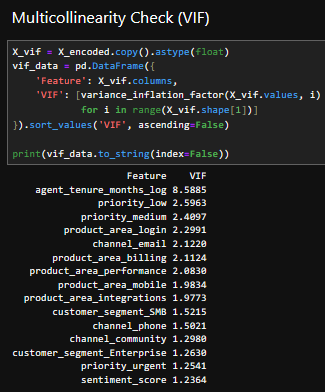 Multicollinearity Check (VIF)
X_vif = X_encoded.copy().astype(float)
vif_data = pd.DataFrame({
    'Feature': X_vif.columns,
    'VIF': [variance_inflation_factor(X_vif.values, i)
            for i in range(X_vif.shape[1])]
}).sort_values('VIF', ascending=False)
print(vif_data.to_string(index=False))
Feature VIF
agent_tenure_months_log 8.5885
priority_low 2.5963
priority_medium 2.4097
product_area_login 2.2991
channel_email 2.1220
product_area_billing 2.1124
product_area_performance 2.0830
product_area_mobile 1.9834
product_area_integrations 1.9773
customer_segment_SMB 1.5215
channel_phone 1.5021
channel_community 1.2980
customer_segment_Enterprise 1.2630
priority_urgent 1.2541
sentiment_score 1.2364